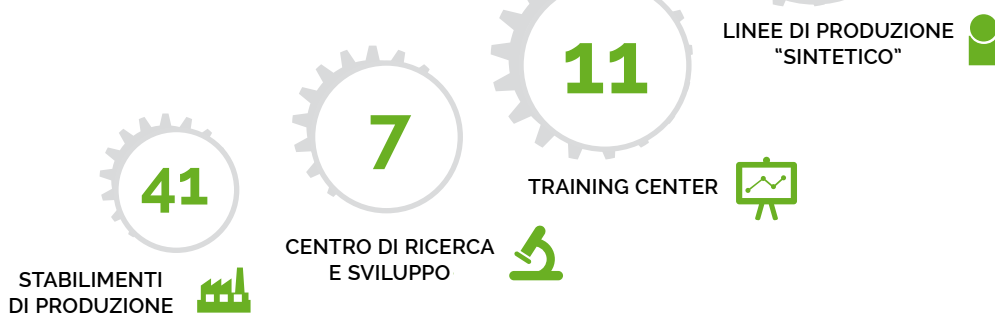 41
STABILIMENTI
DI PRODUZIONE
7
CENTRO DI RICERCA
E SVILUPPO
11
TRAINING CENTER
LINEE DI PRODUZIONE
“SINTETICO”